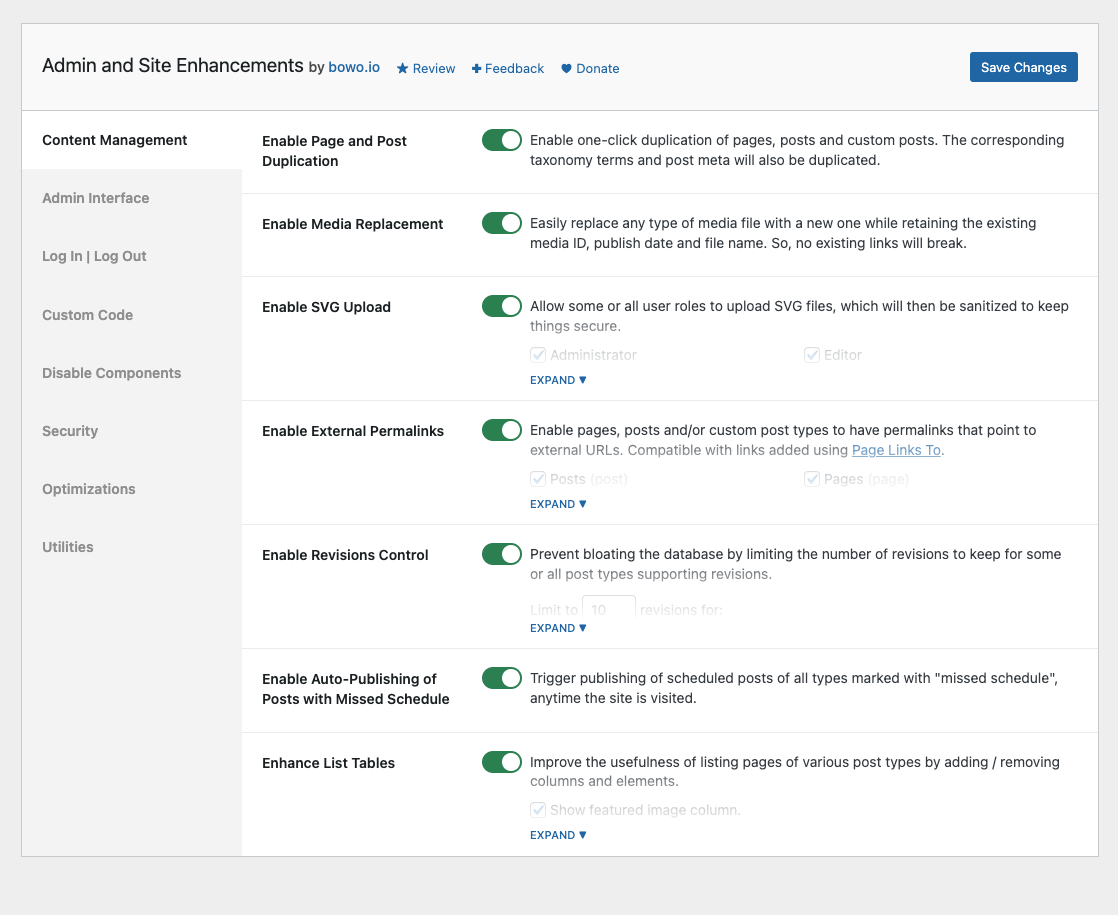 Admin and Site Enhancements by bowo.io Review Feedback Donate
Save Changes
Content Management
Admin Interface
Log In | Log Out
Custom Code
Disable Components
Security
Optimizations
Utilities
Enable Page and Post
Duplication
Enable one-click duplication of pages, posts and custom posts. The corresponding
taxonomy terms and post meta will also be duplicated.
Enable Media Replacement
Easily replace any type of media file with a new one while retaining the existing
media ID, publish date and file name. So, no existing links will break.
Enable SVG Upload
Allow some or all user roles to upload SVG files, which will then be sanitized to keep
things secure.
Administrator Editor
EXPAND ▼
Enable External Permalinks
Enable pages, posts and/or custom post types to have permalinks that point to
external URLs. Compatible with links added using Page Links To.
Posts (post) Pages (page)
EXPAND ▼
Enable Revisions Control
Prevent bloating the database by limiting the number of revisions to keep for some
or all post types supporting revisions.
Limit to 10 revisions for:
EXPAND ▼
Enable Auto-Publishing of
Posts with Missed Schedule
Trigger publishing of scheduled posts of all types marked with "missed schedule",
anytime the site is visited.
Enhance List Tables
Improve the usefulness of listing pages of various post types by adding / removing
columns and elements.
Show featured image column.
EXPAND ▼